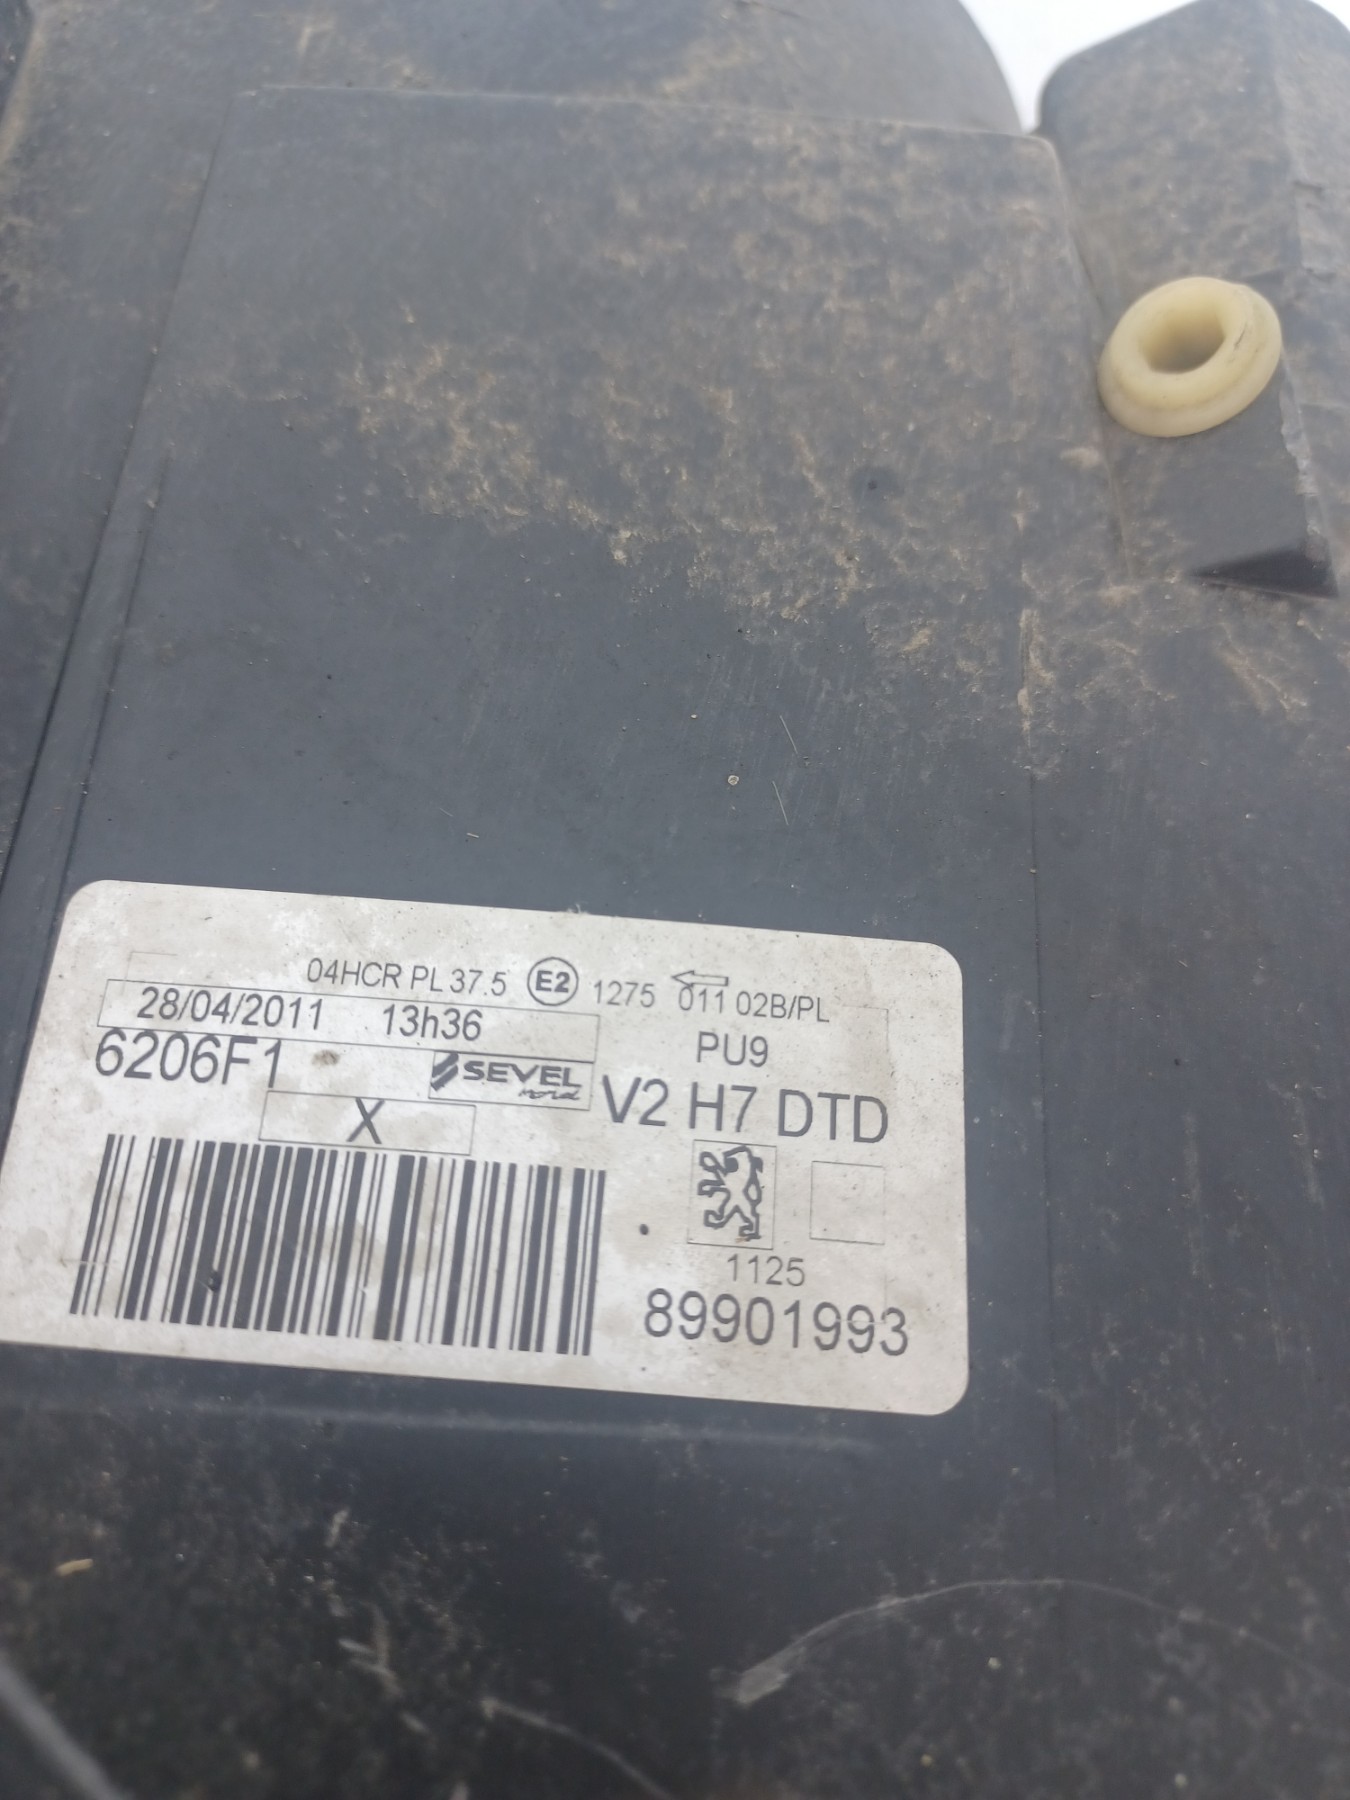 04HCR PL 37.5 E2 1275 011 02B/PL
28/04/2011 13h36
PU9
6206F1
SEVEL
nord
V2 H7 DTD
X
1125
89901993